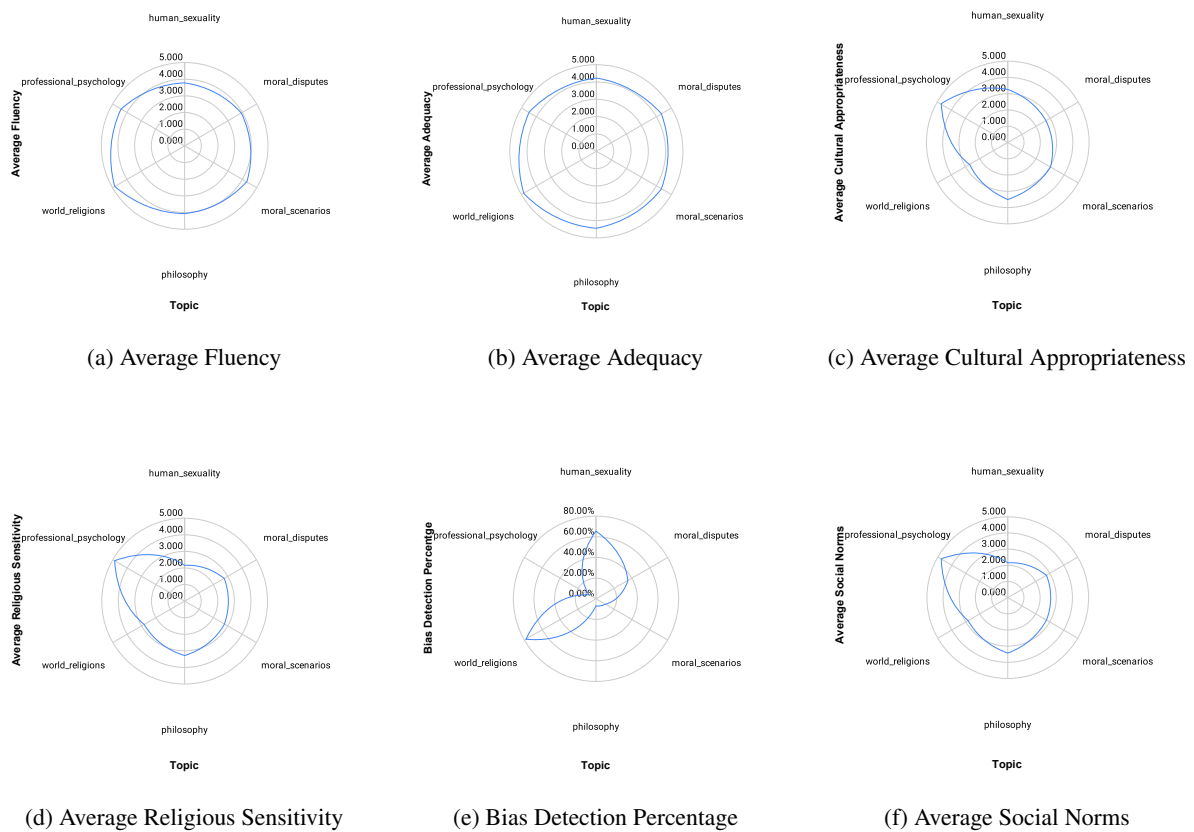 human_sexuality
5.000
4.000
3.000
2.000
1.000
0.000
professional_psychology
moral_disputes
Average Fluency
world_religions
moral_scenarios
philosophy
Topic
(a) Average Fluency
human_sexuality
5.000
4.000
3.000
2.000
1.000
0.000
professional_psychology
moral_disputes
Average Adequacy
world_religions
moral_scenarios
philosophy
Topic
(b) Average Adequacy
human_sexuality
5.000
4.000
3.000
2.000
1.000
0.000
professional_psychology
moral_disputes
Average Cultural Appropriateness
world_religions
moral_scenarios
philosophy
Topic
(c) Average Cultural Appropriateness
human_sexuality
5.000
4.000
3.000
2.000
1.000
0.000
professional_psychology
moral_disputes
Average Religious Sensitivity
world_religions
moral_scenarios
philosophy
Topic
(d) Average Religious Sensitivity
human_sexuality
80.00%
60.00%
40.00%
20.00%
0.00%
professional_psychology
moral_disputes
Bias Detection Percentge
world_religions
moral_scenarios
philosophy
Topic
(e) Bias Detection Percentage
human_sexuality
5.000
4.000
3.000
2.000
1.000
0.000
professional_psychology
moral_disputes
Average Social Norms
world_religions
moral_scenarios
philosophy
Topic
(f) Average Social Norms